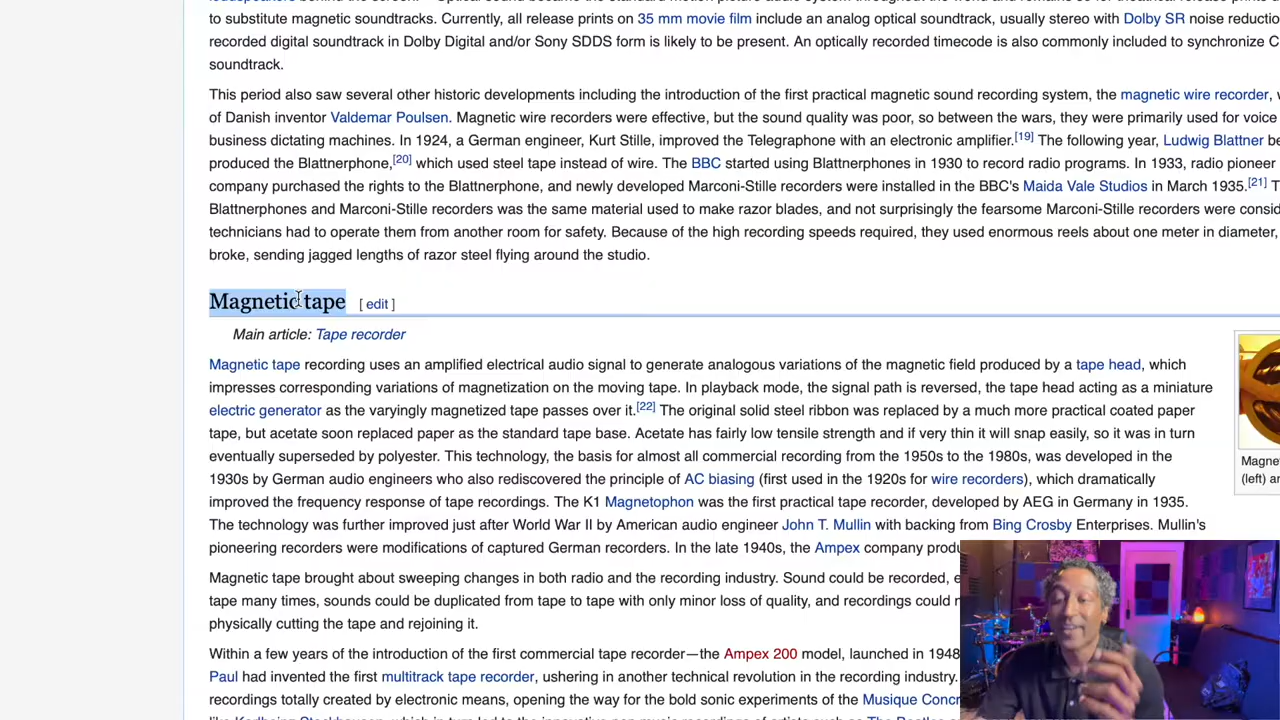 to substitute magnetic soundtracks. Currently, all release prints on 35 mm movie film include an analog optical soundtrack, usually stereo with Dolby SR noise
recorded digital soundtrack in Dolby Digital and/or Sony SDDS form is likely to be present. An optically recorded timecode is also commonly included to synchronize
soundtrack.
This period also saw several other historic developments including the introduction of the first practical magnetic sound recording system, the magnetic wire recorder,
of Danish inventor Valdemar Poulsen. Magnetic wire recorders were effective, but the sound quality was poor, so between the wars, they were primarily used for voice
business dictating machines. In 1924, a German engineer, Kurt Stille, improved the Telegraphone with an electronic amplifier.[19] The following year, Ludwig Blattner
produced the Blattnerphone,[20] which used steel tape instead of wire. The BBC started using Blattnerphones in 1930 to record radio programs. In 1933, radio pioneer
company purchased the rights to the Blattnerphone, and newly developed Marconi-Stille recorders were installed in the BBC's Maida Vale Studios in March 1935.[21]
Blattnerphones and Marconi-Stille recorders was the same material used to make razor blades, and not surprisingly the fearsome Marconi-Stille recorders were
technicians had to operate them from another room for safety. Because of the high recording speeds required, they used enormous reels about one meter in diameter,
broke, sending jagged lengths of razor steel flying around the studio.
Magnetic tape [ edit ]
Main article: Tape recorder
Magnetic tape recording uses an amplified electrical audio signal to generate analogous variations of the magnetic field produced by a tape head, which
impresses corresponding variations of magnetization on the moving tape. In playback mode, the signal path is reversed, the tape head acting as a miniature
electric generator as the varyingly magnetized tape passes over it.[22] The original solid steel ribbon was replaced by a much more practical coated paper
tape, but acetate soon replaced paper as the standard tape base. Acetate has fairly low tensile strength and if very thin it will snap easily, so it was in turn
eventually superseded by polyester. This technology, the basis for almost all commercial recording from the 1950s to the 1980s, was developed in the
1930s by German audio engineers who also rediscovered the principle of AC biasing (first used in the 1920s for wire recorders), which dramatically
improved the frequency response of tape recordings. The K1 Magnetophon was the first practical tape recorder, developed by AEG in Germany in 1935.
The technology was further improved just after World War II by American audio engineer John T. Mullin with backing from Bing Crosby Enterprises. Mullin's
pioneering recorders were modifications of captured German recorders. In the late 1940s, the Ampex company
(left)
Magnetic tape brought about sweeping changes in both radio and the recording industry. Sound could be recorded,
tape many times, sounds could be duplicated from tape to tape with only minor loss of quality, and recordings could
physically cutting the tape and rejoining it.
Within a few years of the introduction of the first commercial tape recorder—the Ampex 200 model, launched in 1948
Paul had invented the first multitrack tape recorder, ushering in another technical revolution in the recording industry.
recordings totally created by electronic means, opening the way for the bold sonic experiments of the Musique